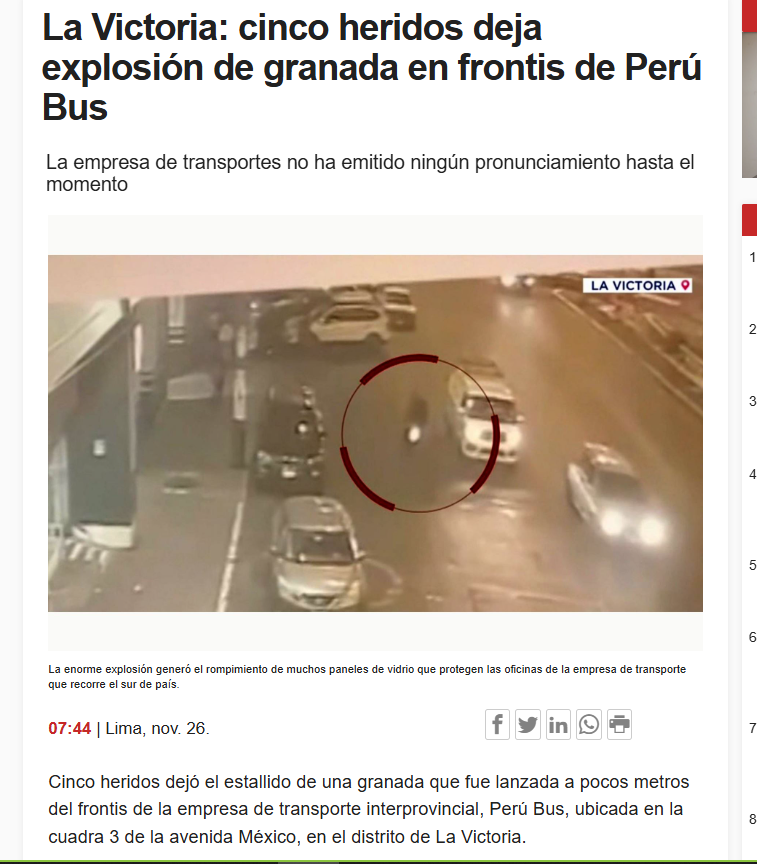 La Victoria: cinco heridos deja
explosión de granada en frontis de Perú
Bus
La empresa de transportes no ha emitido ningún pronunciamiento hasta el
momento
LA VICTORIA
La enorme explosión generó el rompimiento de muchos paneles de vidrio que protegen las oficinas de la empresa de transporte
que recorre el sur de país.
07:44 | Lima, nov. 26.
Cinco heridos dejó el estallido de una granada que fue lanzada a pocos metros
del frontis de la empresa de transporte interprovincial, Perú Bus, ubicada en la
cuadra 3 de la avenida México, en el distrito de La Victoria.
1
2
3
4
5
6
7
8